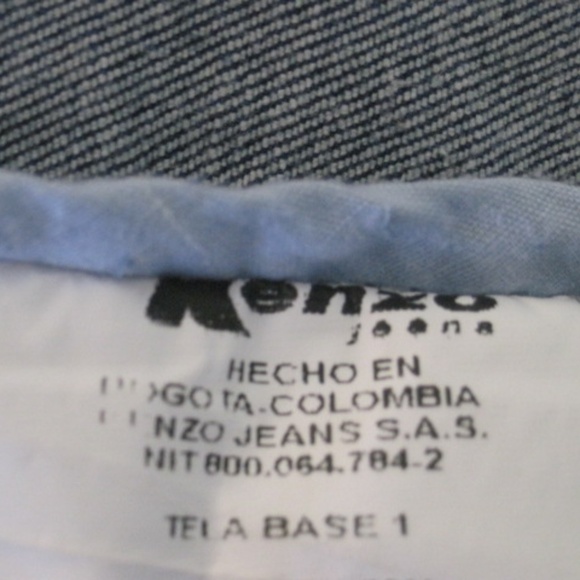 Kenzo
jeans
HECHO EN
BOGOTA-COLOMBIA
KENZO JEANS S.A.S.
NIT 800.064.784-2
TELA BASE 1